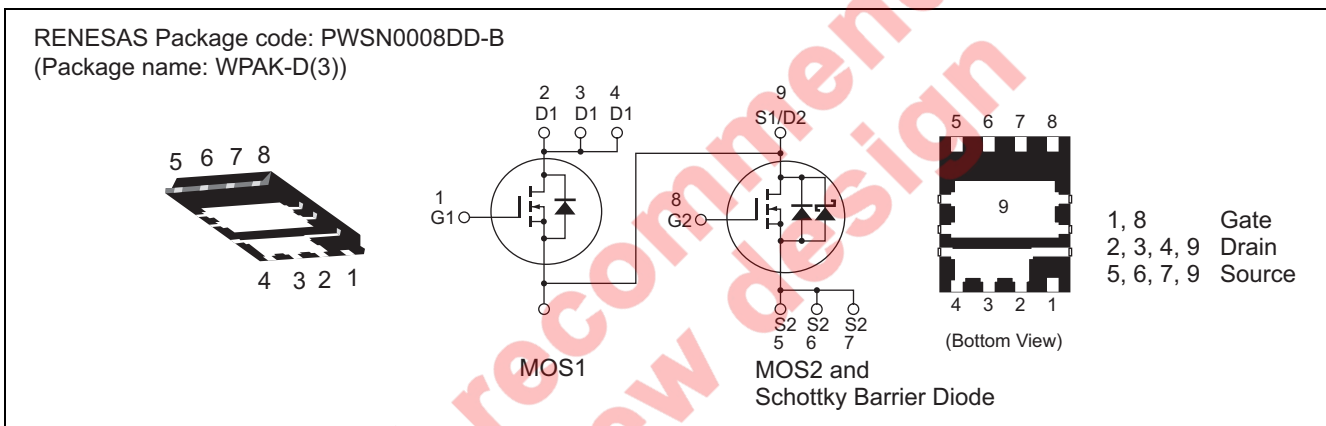 RENESAS Package code: PWSN0008DD-B
(Package name: WPAK-D(3))
5 6 7 8
4 3 2 1
2 3 4
D1 D1 D1
1
G1
MOS1
9
S1/D2
8
G2
S2 S2 S2
5 6 7
MOS2 and
Schottky Barrier Diode
5 6 7 8
9
4 3 2 1
(Bottom View)
1, 8 Gate
2, 3, 4, 9 Drain
5, 6, 7, 9 Source
recommen
ew design